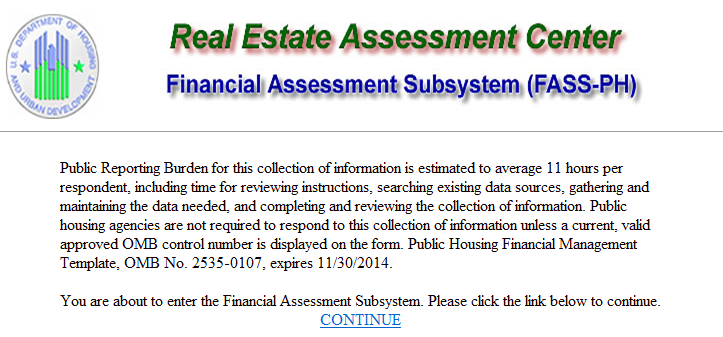 U.S. DEPARTMENT OF HOUSING
AND URBAN DEVELOPMENT
Real Estate Assessment Center
Financial Assessment Subsystem (FASS-PH)
Public Reporting Burden for this collection of information is estimated to average 11 hours per
respondent, including time for reviewing instructions, searching existing data sources, gathering and
maintaining the data needed, and completing and reviewing the collection of information. Public
housing agencies are not required to respond to this collection of information unless a current, valid
approved OMB control number is displayed on the form. Public Housing Financial Management
Template, OMB No. 2535-0107, expires 11/30/2014.
You are about to enter the Financial Assessment Subsystem. Please click the link below to continue.
CONTINUE